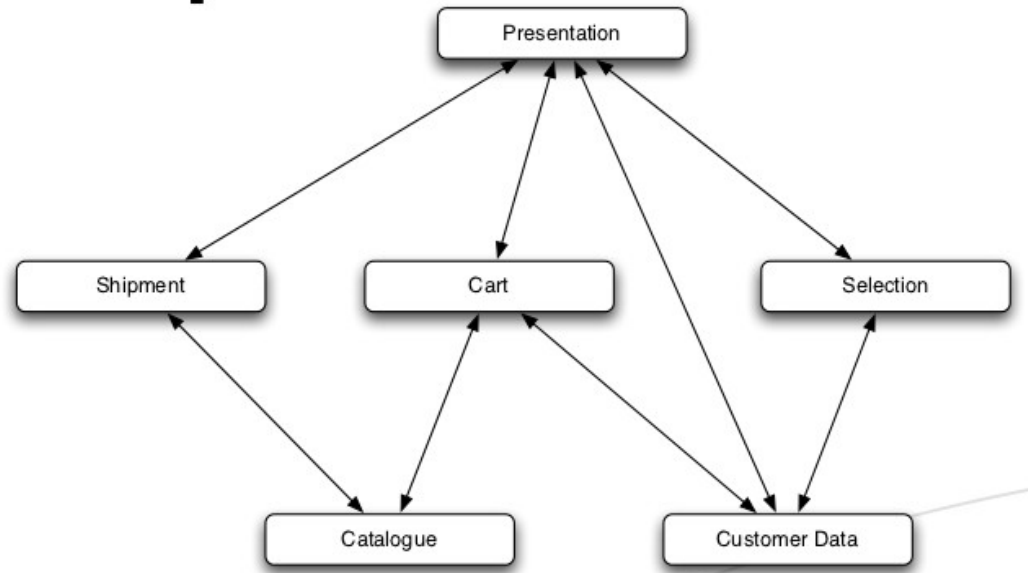 Presentation
Shipment
Cart
Selection
Catalogue
Customer Data